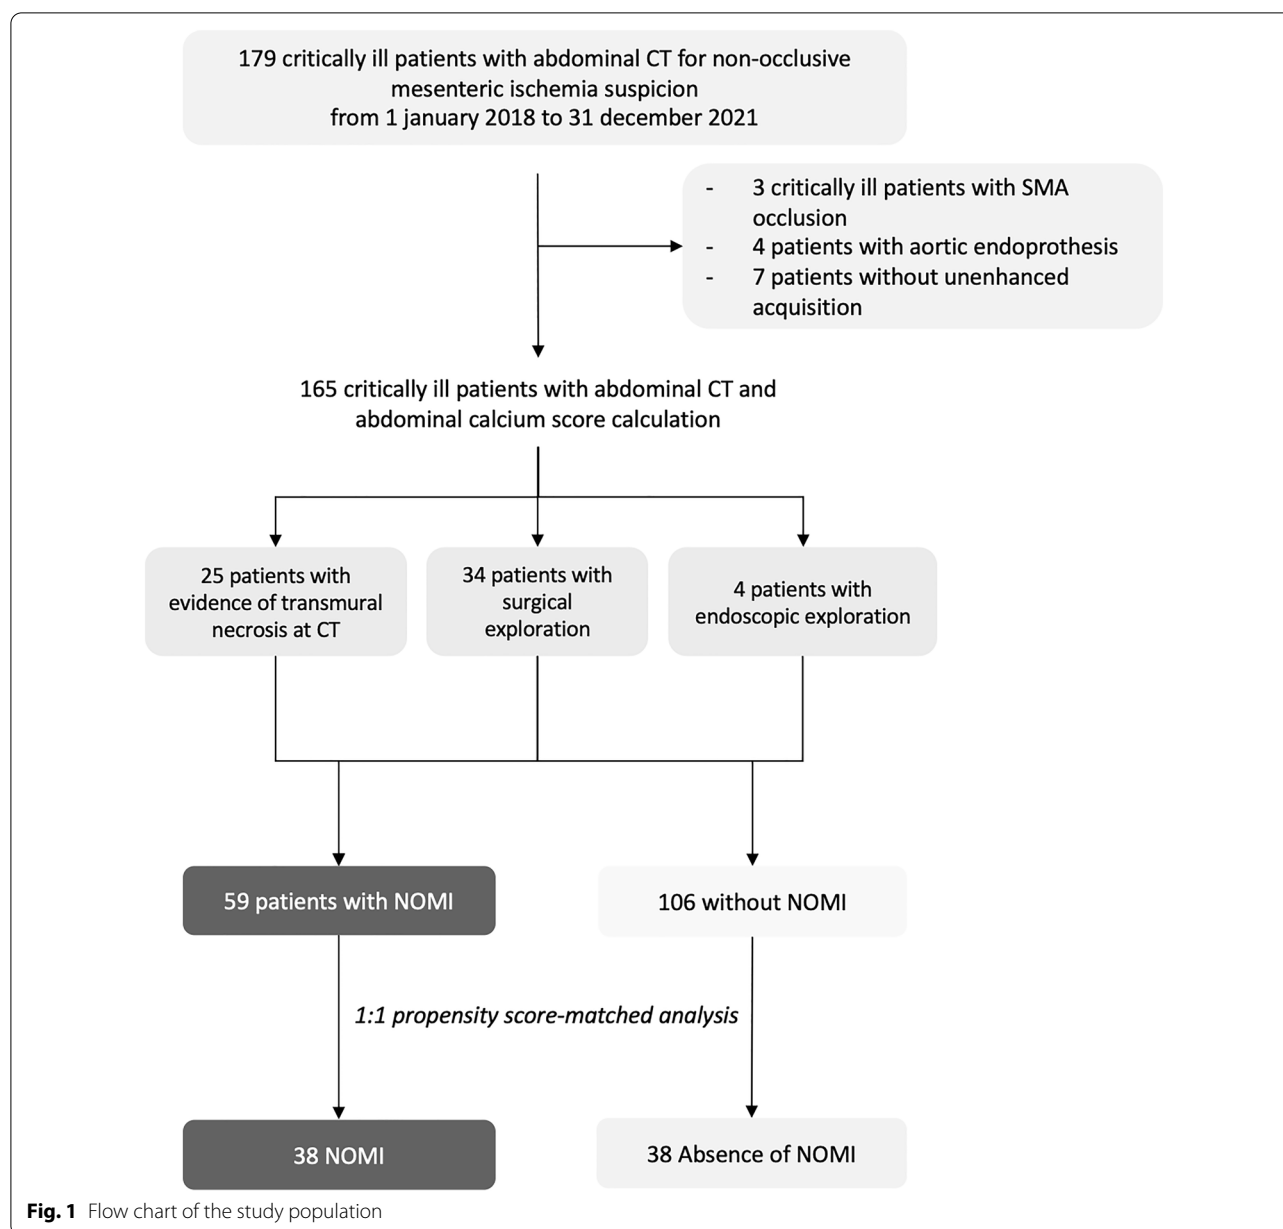 179 critically ill patients with abdominal CT for non-occlusive
mesenteric ischemia suspicion
from 1 january 2018 to 31 december 2021
- 3 critically ill patients with SMA
occlusion
- 4 patients with aortic endoprothesis
- 7 patients without unenhanced
acquisition
165 critically ill patients with abdominal CT and
abdominal calcium score calculation
25 patients with
evidence of transmural
necrosis at CT
34 patients with
surgical
exploration
4 patients with
endoscopic exploration
59 patients with NOMI
106 without NOMI
1:1 propensity score-matched analysis
38 NOMI
38 Absence of NOMI
Fig. 1 Flow chart of the study population